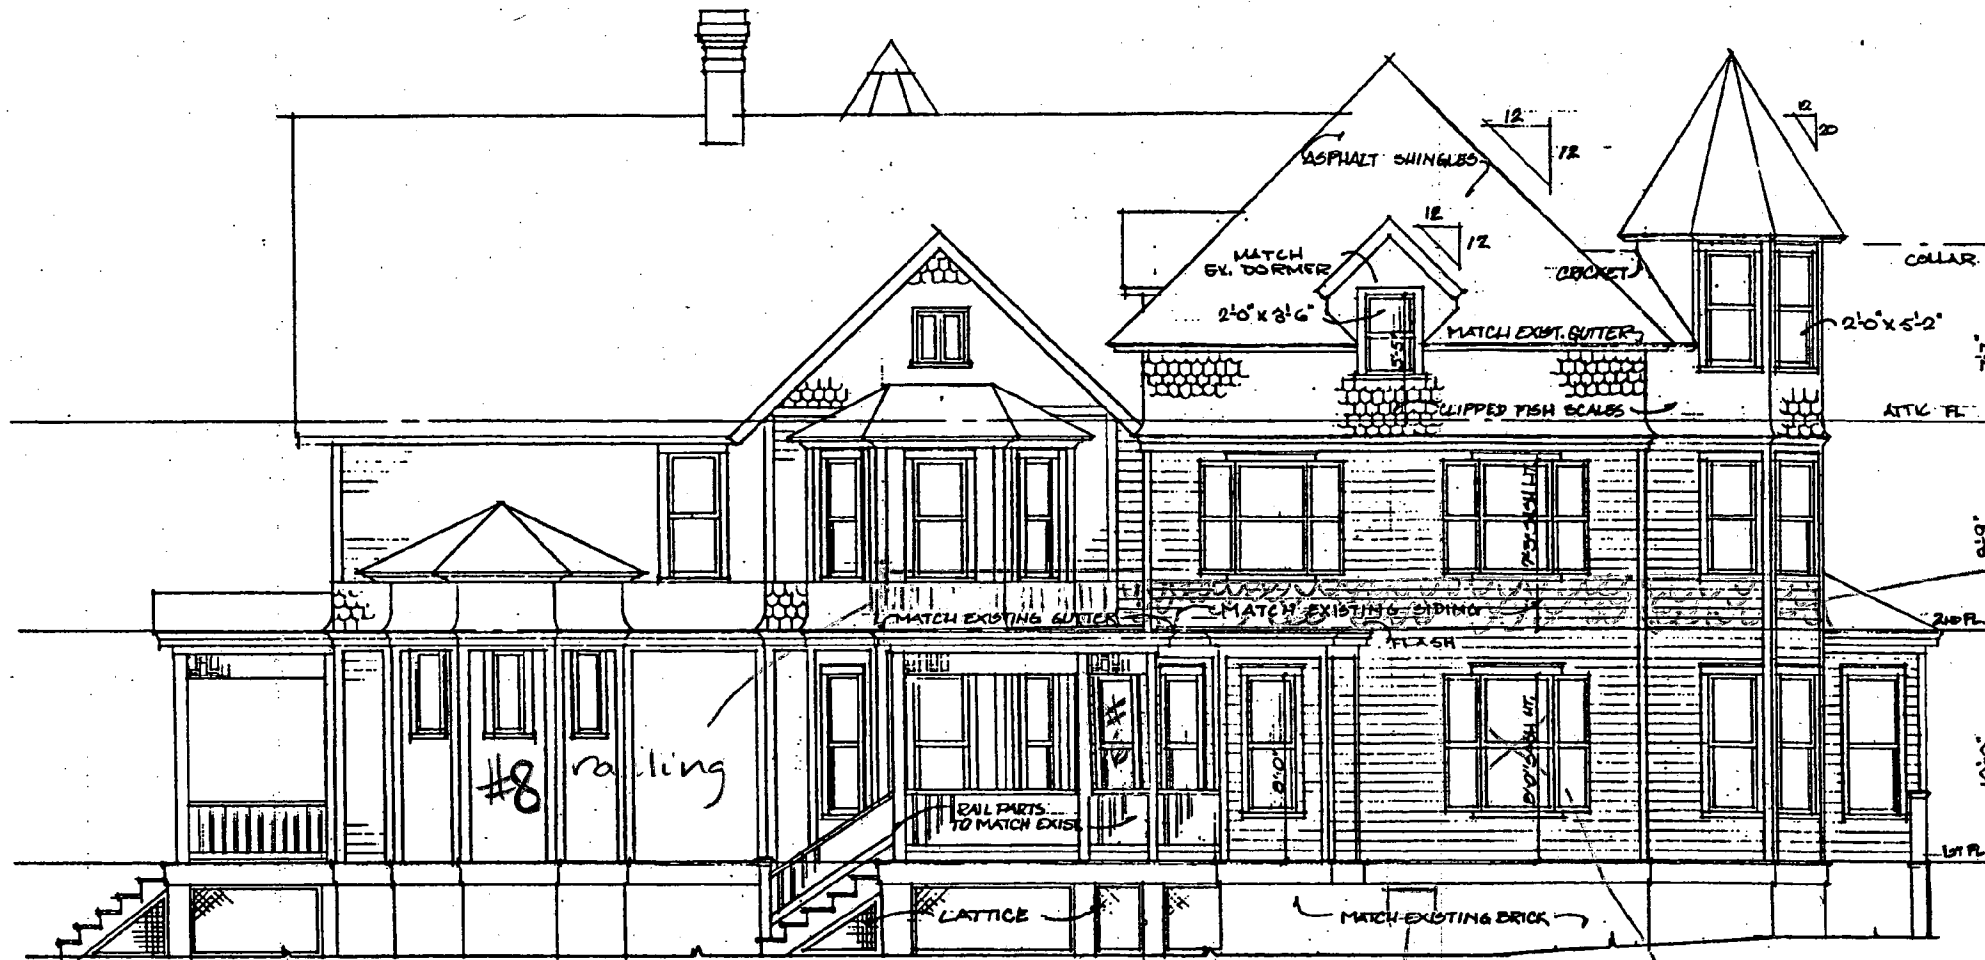 12
12
20
ASPHALT SHINGLES
12
12
12
MATCH
EX. DORMER
CRICKET
COLLAR
2'-0" x 3'-6"
2'-0" x 5'-2"
MATCH EXIST. GUTTER
5'-5"
CLIPPED FISH SCALES
ATTIC FL
MATCH EXISTING GUTTER
MATCH EXISTING SIDING
2ND FL
FLASH
#8 railing
8'-0"
RAIL PARTS
TO MATCH EXIST
1ST FL
LATTICE
MATCH EXISTING BRICK